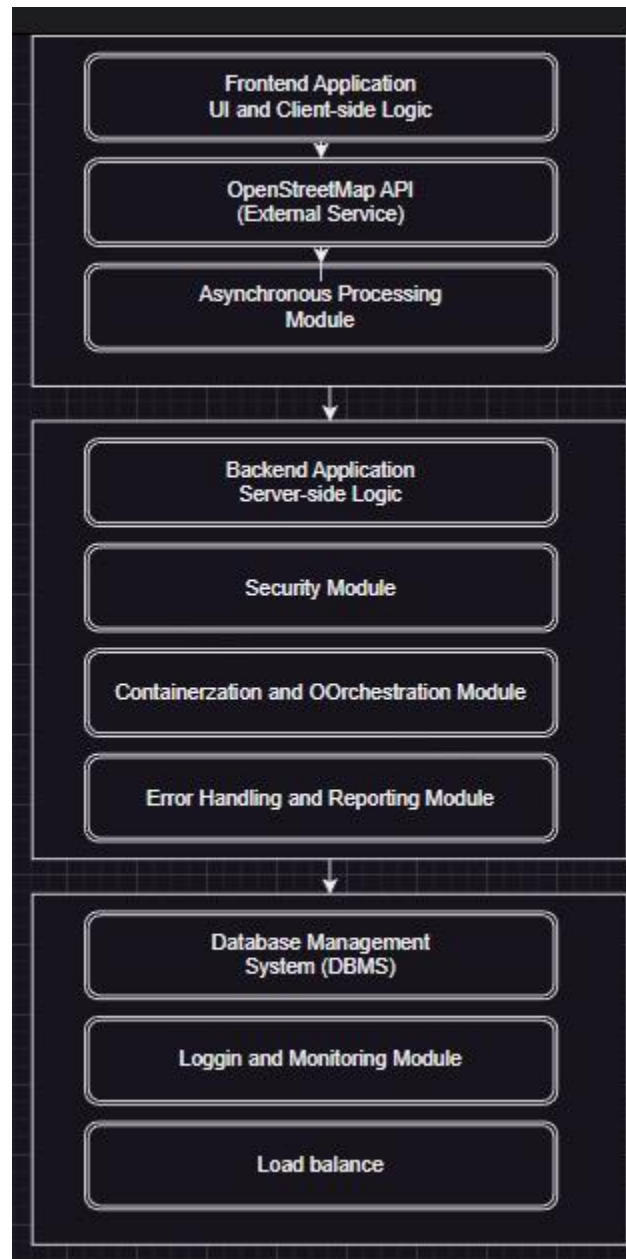 Frontend Application
UI and Client-side Logic
OpenStreetMap API
(External Service)
Asynchronous Processing
Module
Backend Application
Server-side Logic
Security Module
Containerzation and OOrchestration Module
Error Handling and Reporting Module
Database Management
System (DBMS)
Loggin and Monitoring Module
Load balance